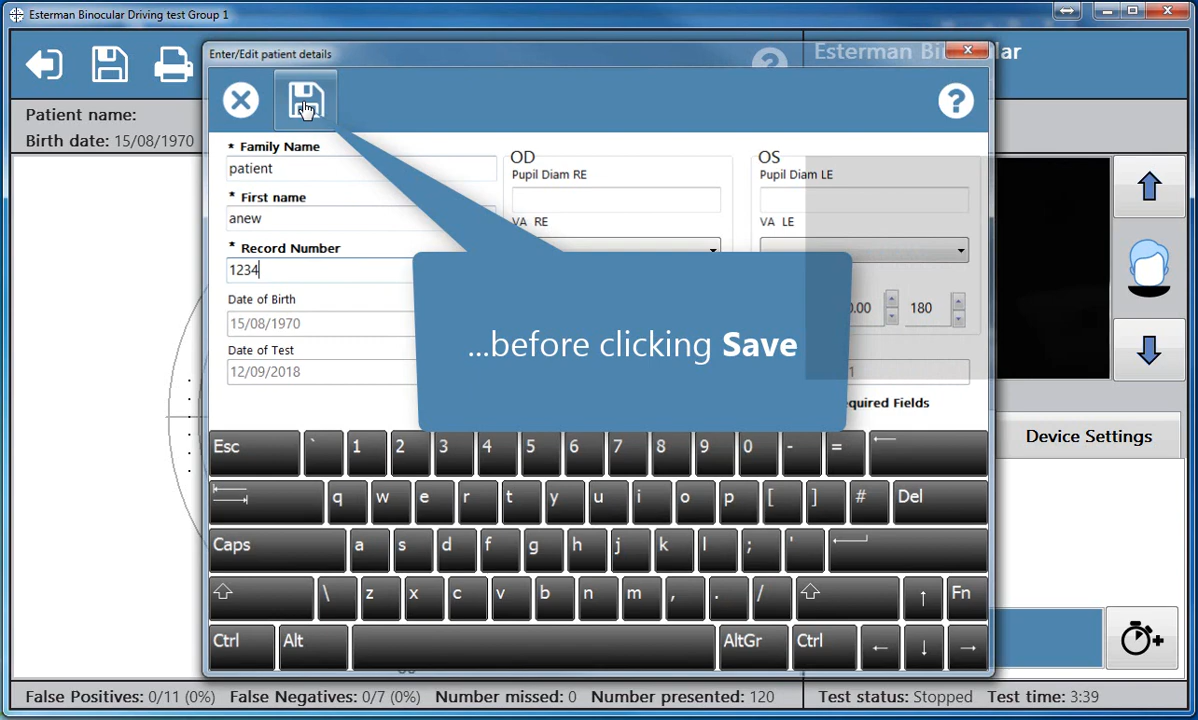 Esterman Binocular Driving test Group 1
Enter/Edit patient details
Esterman Bin lar
Patient name:
Birth date: 15/08/1970
* Family Name
patient
* First name
anew
* Record Number
1234
Date of Birth
15/08/1970
Date of Test
12/09/2018
OD
Pupil Diam RE
VA RE
OS
Pupil Diam LE
VA LE
0.00 180
1
quired Fields
...before clicking Save
Device Settings
Esc ` 1 2 3 4 5 6 7 8 9 0 - =
q w e r t y u i o p [ ] # Del
Caps a s d f g h j k l ; '
\ z x c v b n m , . / Fn
Ctrl Alt AltGr Ctrl
False Positives: 0/11 (0%) False Negatives: 0/7 (0%) Number missed: 0 Number presented: 120 Test status: Stopped Test time: 3:39